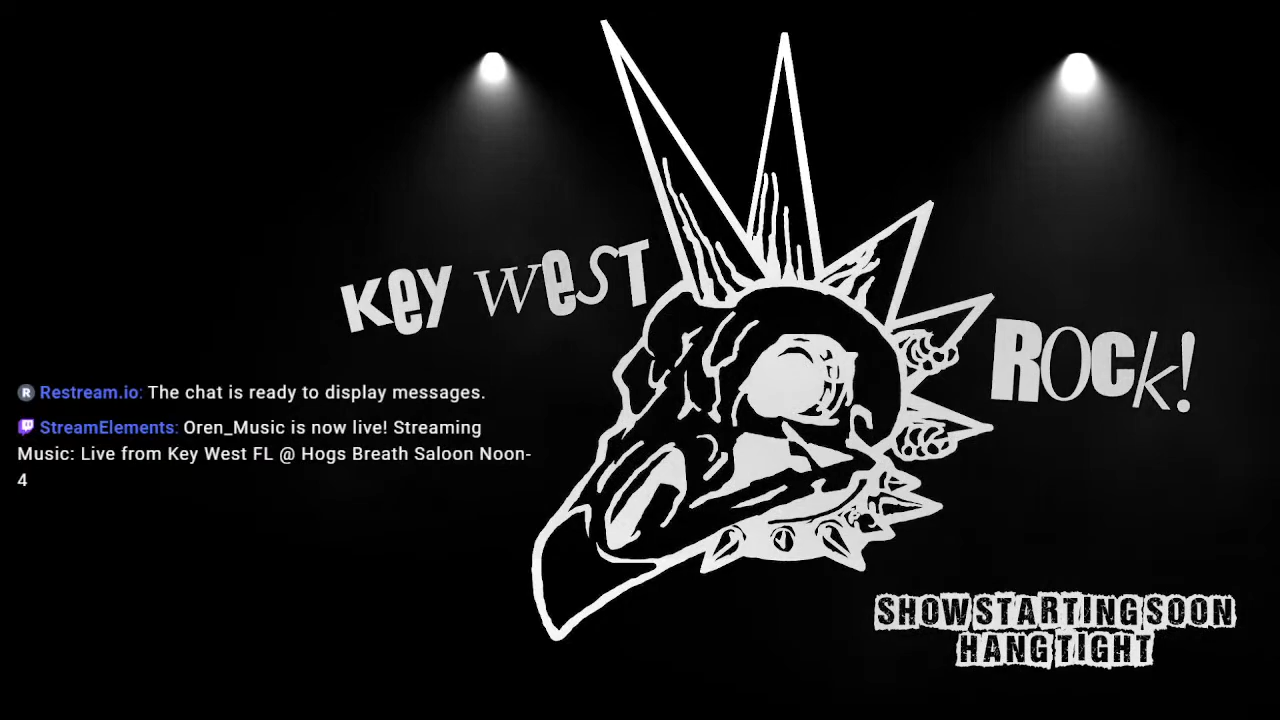 Key West
Rock!
Restream.io: The chat is ready to display messages.
StreamElements: Oren_Music is now live! Streaming
Music: Live from Key West FL @ Hogs Breath Saloon Noon-
4
SHOW STARTING SOON
HANG TIGHT